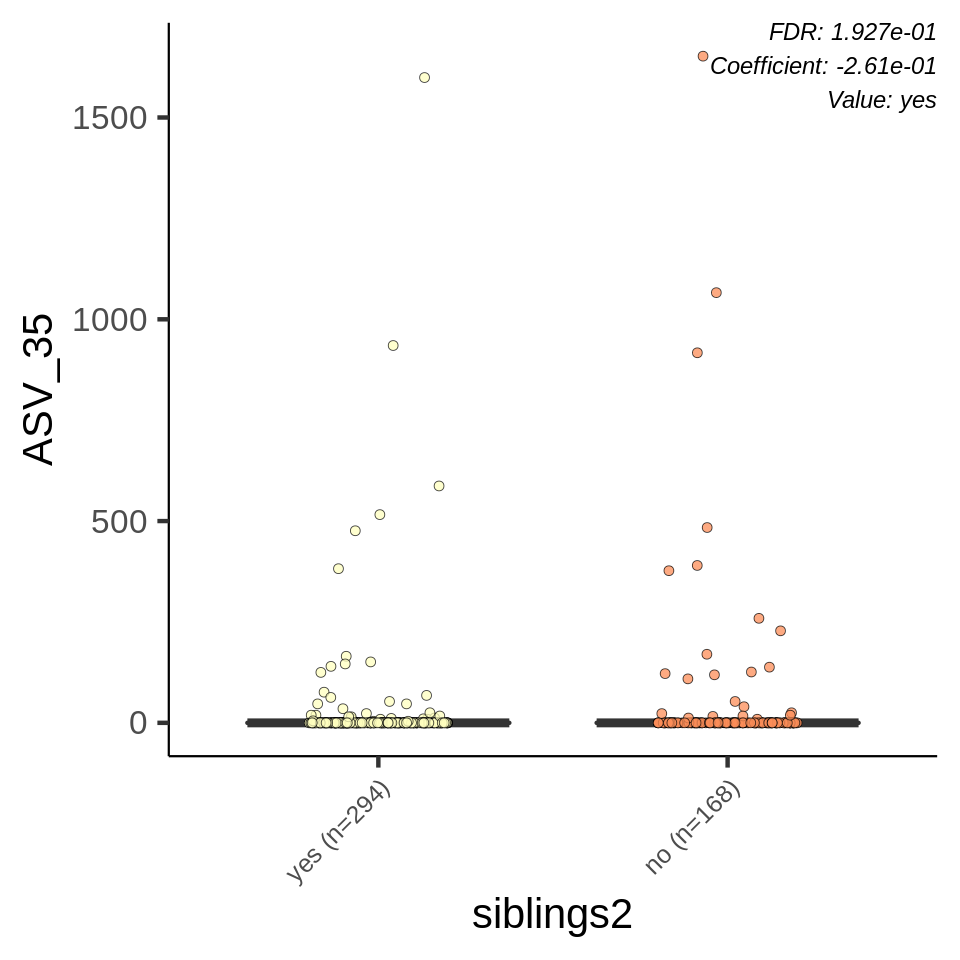 FDR: 1.927e-01
Coefficient: -2.61e-01
Value: yes
1500
1000
500
0
ASV_35
yes (n=294)
no (n=168)
siblings2